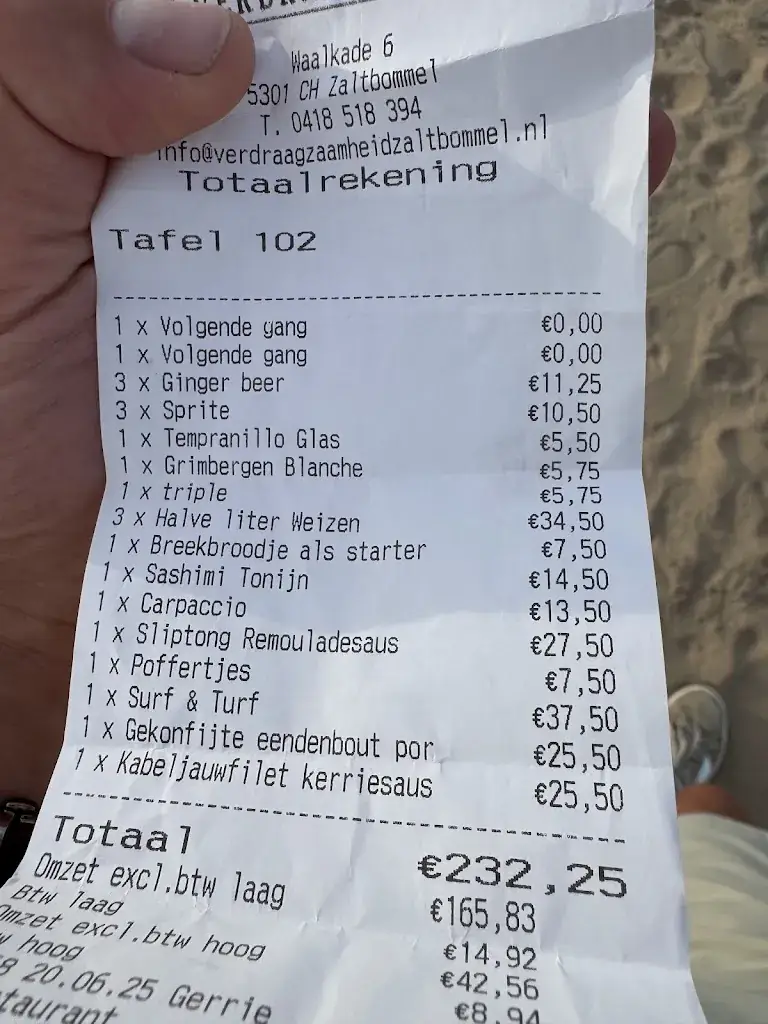 Waalkade 6
5301 CH Zaltbommel
T. 0418 518 394
info@verdraagzaamheidzaltbommel.nl
Totaalrekening
Tafel 102
1 x Volgende gang €0,00
1 x Volgende gang €0,00
3 x Ginger beer €11,25
3 x Sprite €10,50
1 x Tempranillo Glas €5,50
1 x Grimbergen Blanche €5,75
1 x triple €5,75
3 x Halve liter Weizen €34,50
1 x Breekbroodje als starter €7,50
1 x Sashimi Tonijn €14,50
1 x Carpaccio €13,50
1 x Sliptong Remouladesaus €27,50
1 x Poffertjes €7,50
1 x Surf & Turf €37,50
1 x Gekonfijte eendenbout por €25,50
1 x Kabeljauwfilet kerriesaus €25,50
Totaal €232,25
Omzet excl.btw laag €165,83
Btw laag €14,92
Omzet excl.btw hoog €42,56
hoog €8,94
20.06.25 Gerrie